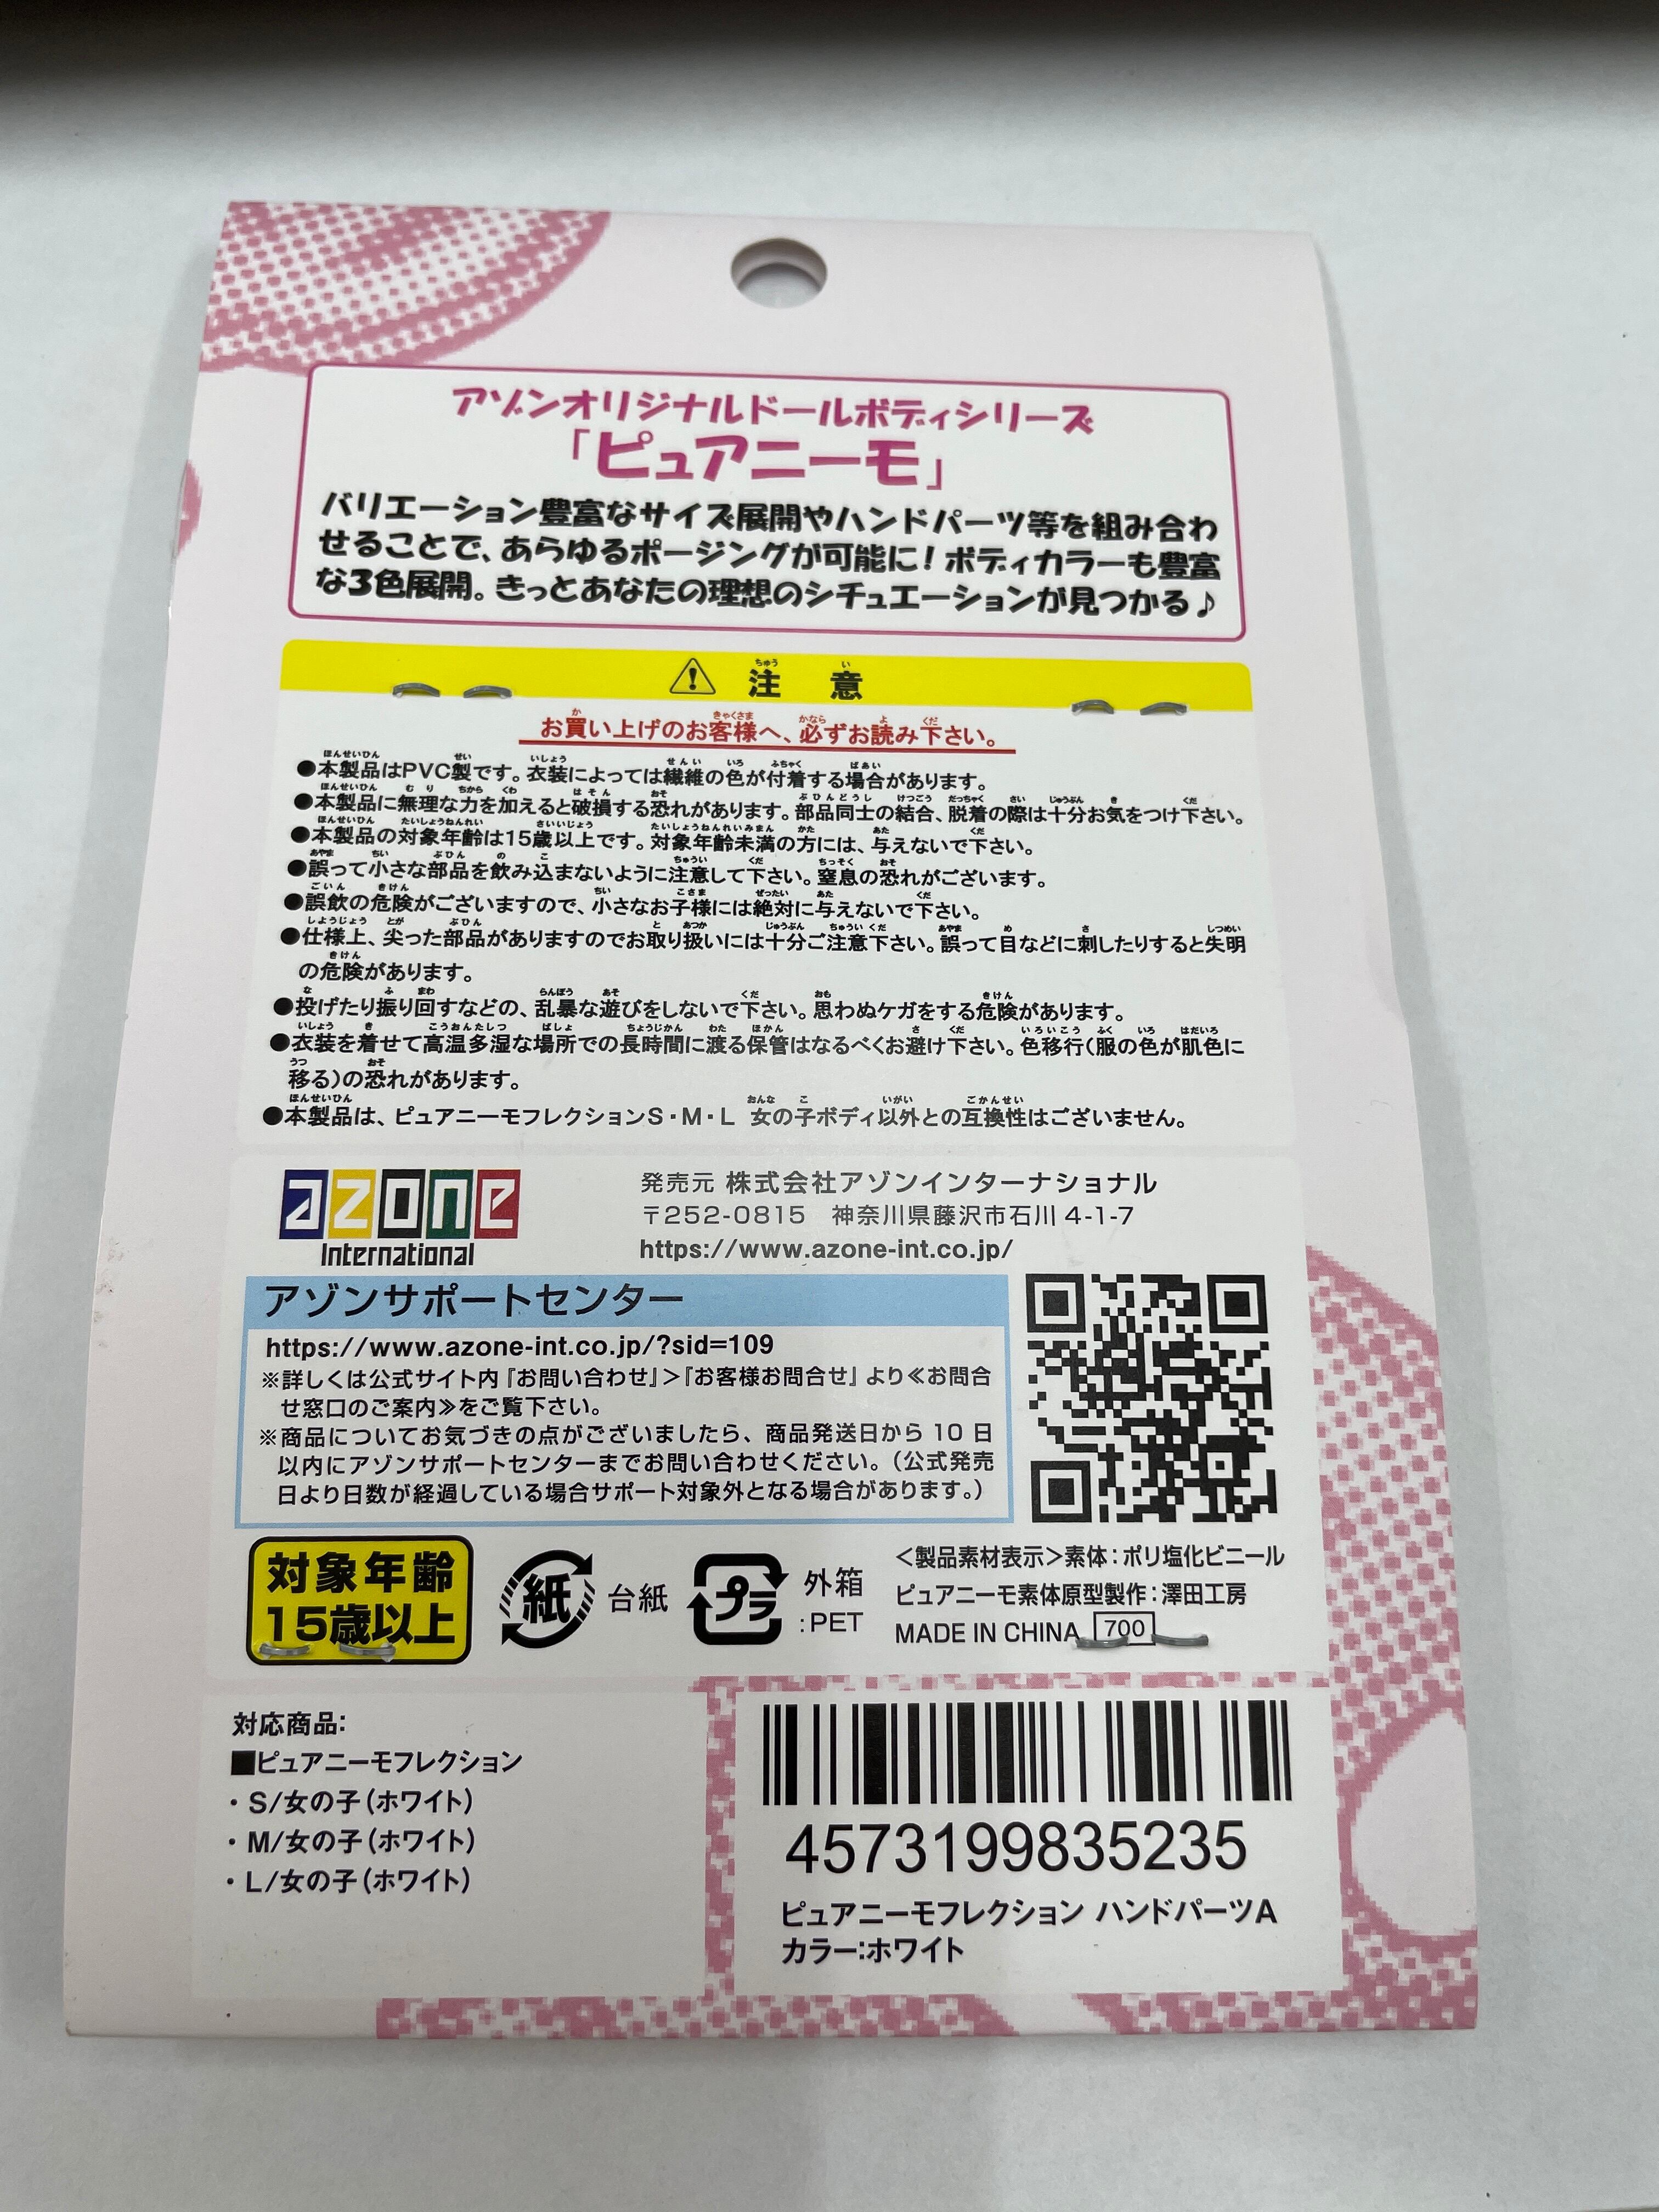 アゾンオリジナルドールボディシリーズ
「ピュアニーモ」
バリエーション豊富なサイズ展開やハンドパーツ等を組み合わ
せることで、あらゆるポージングが可能に!ボディカラーも豊富
な3色展開。きっとあなたの理想のシチュエーションが見つかる♪
注意
お買い上げのお客様へ、必ずお読み下さい。
●本製品はPVC製です。衣装によっては繊維の色が付着する場合があります。
●本製品に無理な力を加えると破損する恐れがあります。部品同士の結合、脱着の際は十分お気をつけ下さい。
●本製品の対象年齢は15歳以上です。対象年齢未満の方には、与えないで下さい。
●誤って小さな部品を飲み込まないように注意して下さい。窒息の恐れがございます。
●誤飲の危険がございますので、小さなお子様には絶対に与えないで下さい。
●仕様上、尖った部品がありますのでお取り扱いには十分ご注意下さい。誤って目などに刺したりすると失明
の危険があります。
●投げたり振り回すなどの、乱暴な遊びをしないで下さい。思わぬケガをする危険があります。
●衣装を着せて高温多湿な場所での長時間に渡る保管はなるべくお避け下さい。色移行(服の色が肌色に
移る)の恐れがあります。
●本製品は、ピュアニーモフレクションS・M・L 女の子ボディ以外との互換性はございません。
azone
International
発売元 株式会社アゾンインターナショナル
〒252-0815 神奈川県藤沢市石川 4-1-7
https://www.azone-int.co.jp/
アゾンサポートセンター
https://www.azone-int.co.jp/?sid=109
※詳しくは公式サイト内『お問い合わせ』>『お客様お問合せ』より≪お問合
せ窓口のご案内≫をご覧下さい。
※商品についてお気づきの点がございましたら、商品発送日から 10 日
以内にアゾンサポートセンターまでお問い合わせください。(公式発売
日より日数が経過している場合サポート対象外となる場合があります。)
対象年齢
15歳以上
紙 台紙
プラ 外箱
:PET
<製品素材表示>素体:ポリ塩化ビニール
ピュアニーモ素体原型製作:澤田工房
MADE IN CHINA 700
対応商品:
■ピュアニーモフレクション
・S/女の子(ホワイト)
・M/女の子(ホワイト)
・L/女の子(ホワイト)
4573199835235
ピュアニーモフレクション ハンドパーツA
カラー:ホワイト